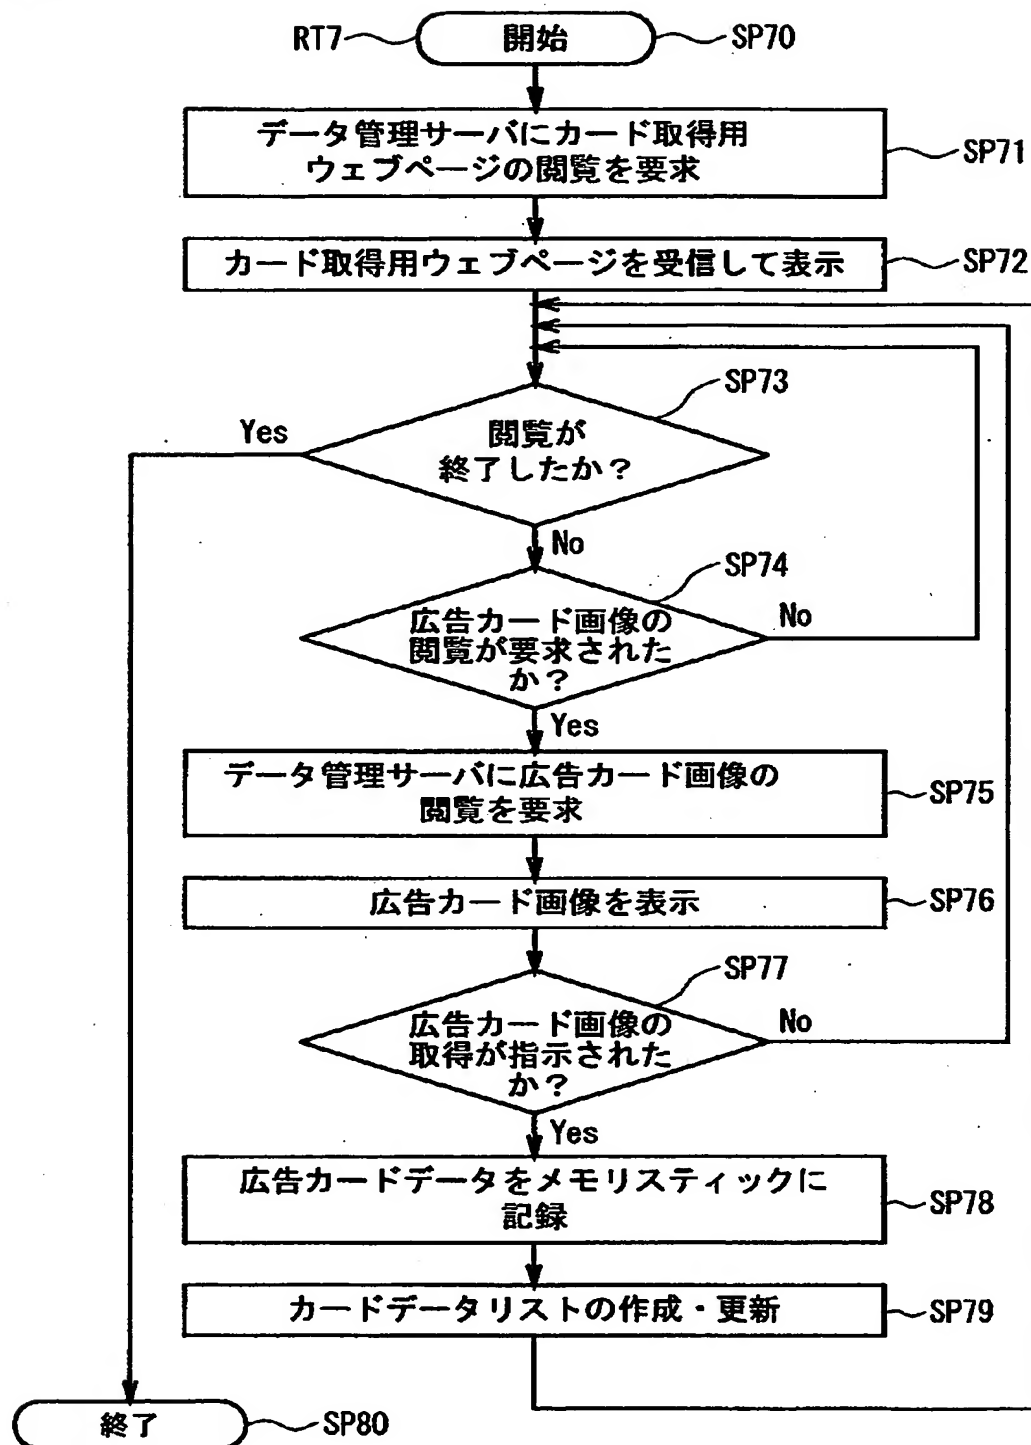 RT7
開始
SP70
データ管理サーバにカード取得用
ウェブページの閲覧を要求
SP71
カード取得用ウェブページを受信して表示
SP72
SP73
Yes
閲覧が
終了したか？
No
SP74
広告カード画像の
閲覧が要求された
か？
No
Yes
データ管理サーバに広告カード画像の
閲覧を要求
SP75
広告カード画像を表示
SP76
SP77
広告カード画像の
取得が指示された
か？
No
Yes
広告カードデータをメモリスティックに
記録
SP78
カードデータリストの作成・更新
SP79
終了
SP80